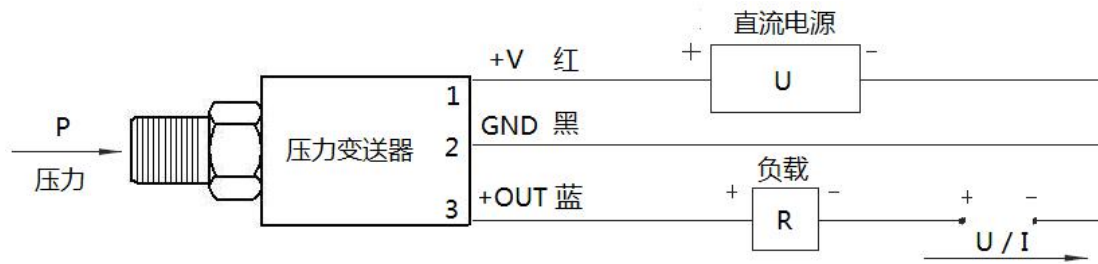 直流电源
+V 红
+ U -
1
P
压力
压力变送器
GND 黑
2
负载
+OUT 蓝
3
+ R -
+ -
U / I